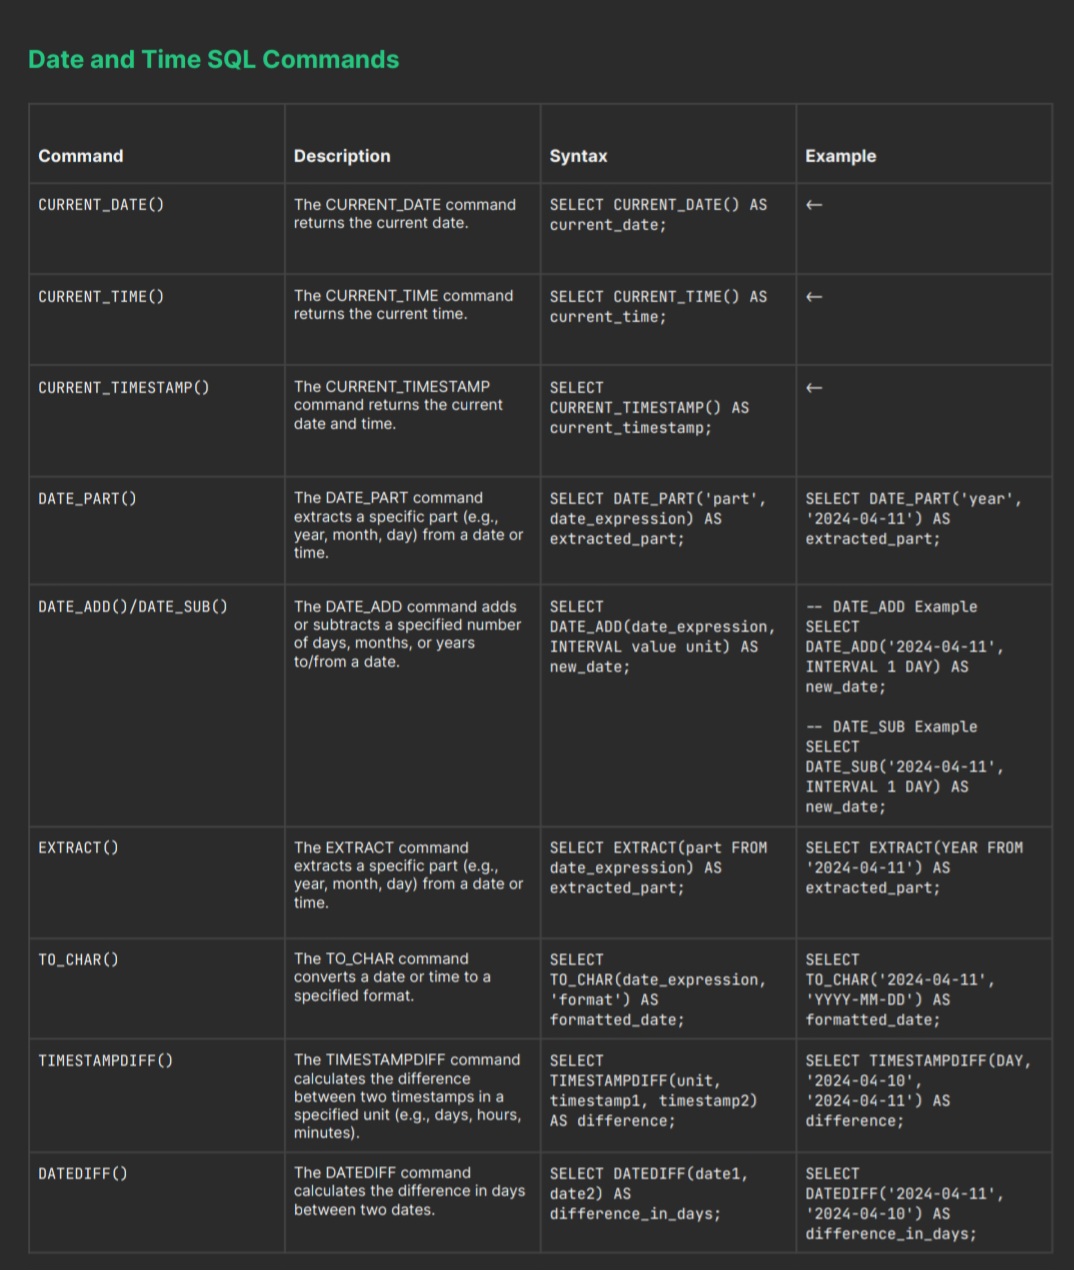 Date and Time SQL Commands
Command
Description
Syntax
Example
CURRENT_DATE()
The CURRENT_DATE command
returns the current date.
SELECT CURRENT_DATE() AS
current_date;
←
CURRENT_TIME()
The CURRENT_TIME command
returns the current time.
SELECT CURRENT_TIME() AS
current_time;
←
CURRENT_TIMESTAMP()
The CURRENT_TIMESTAMP
command returns the current
date and time.
SELECT
CURRENT_TIMESTAMP() AS
current_timestamp;
←
DATE_PART()
The DATE_PART command
extracts a specific part (e.g.,
year, month, day) from a date or
time.
SELECT DATE_PART('part',
date_expression) AS
extracted_part;
SELECT DATE_PART('year',
'2024-04-11') AS
extracted_part;
DATE_ADD()/DATE_SUB()
The DATE_ADD command adds
or subtracts a specified number
of days, months, or years
to/from a date.
SELECT
DATE_ADD(date_expression,
INTERVAL value unit) AS
new_date;
-- DATE_ADD Example
SELECT
DATE_ADD('2024-04-11',
INTERVAL 1 DAY) AS
new_date;
-- DATE_SUB Example
SELECT
DATE_SUB('2024-04-11',
INTERVAL 1 DAY) AS
new_date;
EXTRACT()
The EXTRACT command
extracts a specific part (e.g.,
year, month, day) from a date or
time.
SELECT EXTRACT(part FROM
date_expression) AS
extracted_part;
SELECT EXTRACT(YEAR FROM
'2024-04-11') AS
extracted_part;
TO_CHAR()
The TO_CHAR command
converts a date or time to a
specified format.
SELECT
TO_CHAR(date_expression,
'format') AS
formatted_date;
SELECT
TO_CHAR('2024-04-11',
'YYYY-MM-DD') AS
formatted_date;
TIMESTAMPDIFF()
The TIMESTAMPDIFF command
calculates the difference
between two timestamps in a
specified unit (e.g., days, hours,
minutes).
SELECT
TIMESTAMPDIFF(unit,
timestamp1, timestamp2)
AS difference;
SELECT TIMESTAMPDIFF(DAY,
'2024-04-10',
'2024-04-11') AS
difference;
DATEDIFF()
The DATEDIFF command
calculates the difference in days
between two dates.
SELECT DATEDIFF(date1,
date2) AS
difference_in_days;
SELECT
DATEDIFF('2024-04-11',
'2024-04-10') AS
difference_in_days;